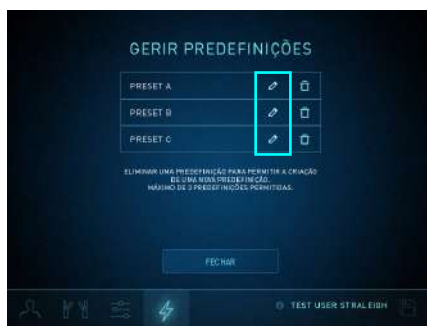 GERIR PREDEFINIÇÕES
PRESET A
PRESET B
PRESET C
ELIMINAR UMA PREDEFINIÇÃO PARA PERMITIR A CRIAÇÃO
DE UMA NOVA PREDEFINIÇÃO.
MÁXIMO DE 3 PREDEFINIÇÕES PERMITIDAS.
FECHAR
TEST USER STRALEIGH